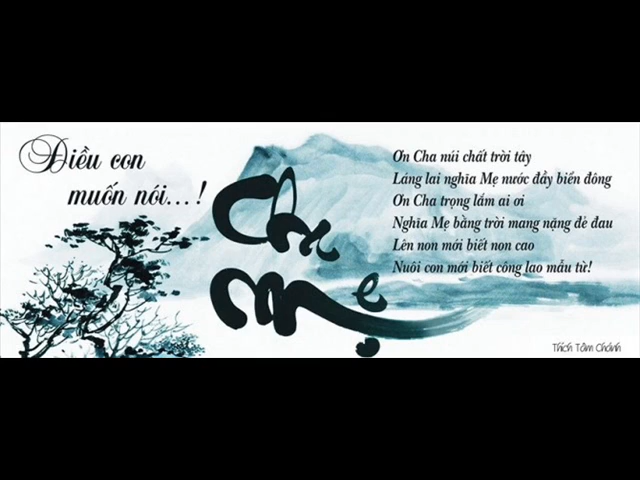 Điều con
muốn nói...!
Cha
Mẹ
Ơn Cha núi chất trời tây
Láng lai nghĩa Mẹ nước đầy biển đông
Ơn Cha trọng lắm ai ơi
Nghĩa Mẹ bằng trời mang nặng đẻ đau
Lên non mới biết non cao
Nuôi con mới biết công lao mẫu từ!
Thích Tâm Chánh